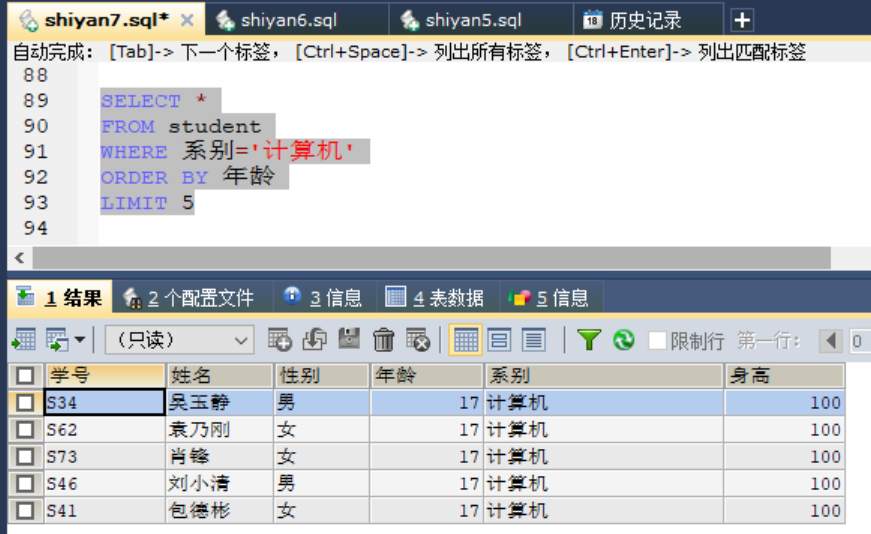 shiyan7.sql* × shiyan6.sql shiyan5.sql 18 历史记录 +
自动完成： [Tab]-> 下一个标签， [Ctrl+Space]-> 列出所有标签， [Ctrl+Enter]-> 列出匹配标签
88
89 SELECT *
90 FROM student
91 WHERE 系别='计算机'
92 ORDER BY 年龄
93 LIMIT 5
94
1 结果 2 个配置文件 3 信息 4 表数据 5 信息
（只读） 限制行 第一行: 0
学号 姓名 性别 年龄 系别 身高
S34 吴玉静 男 17 计算机 100
S62 袁乃刚 女 17 计算机 100
S73 肖锋 女 17 计算机 100
S46 刘小清 男 17 计算机 100
S41 包德彬 女 17 计算机 100